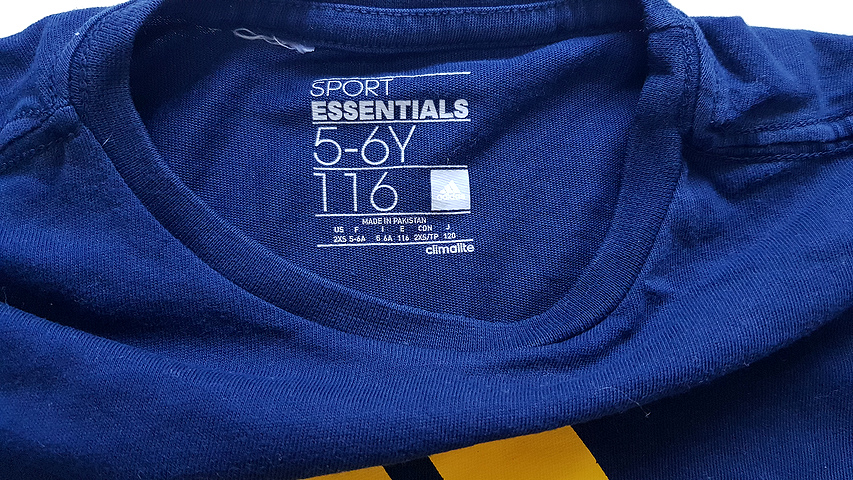 SPORT
ESSENTIALS
5-6Y
116
adidas
MADE IN PAKISTAN
US F I E CDN J
2XS 5-6A 6 6A 116 2XS/TP 120
climalite